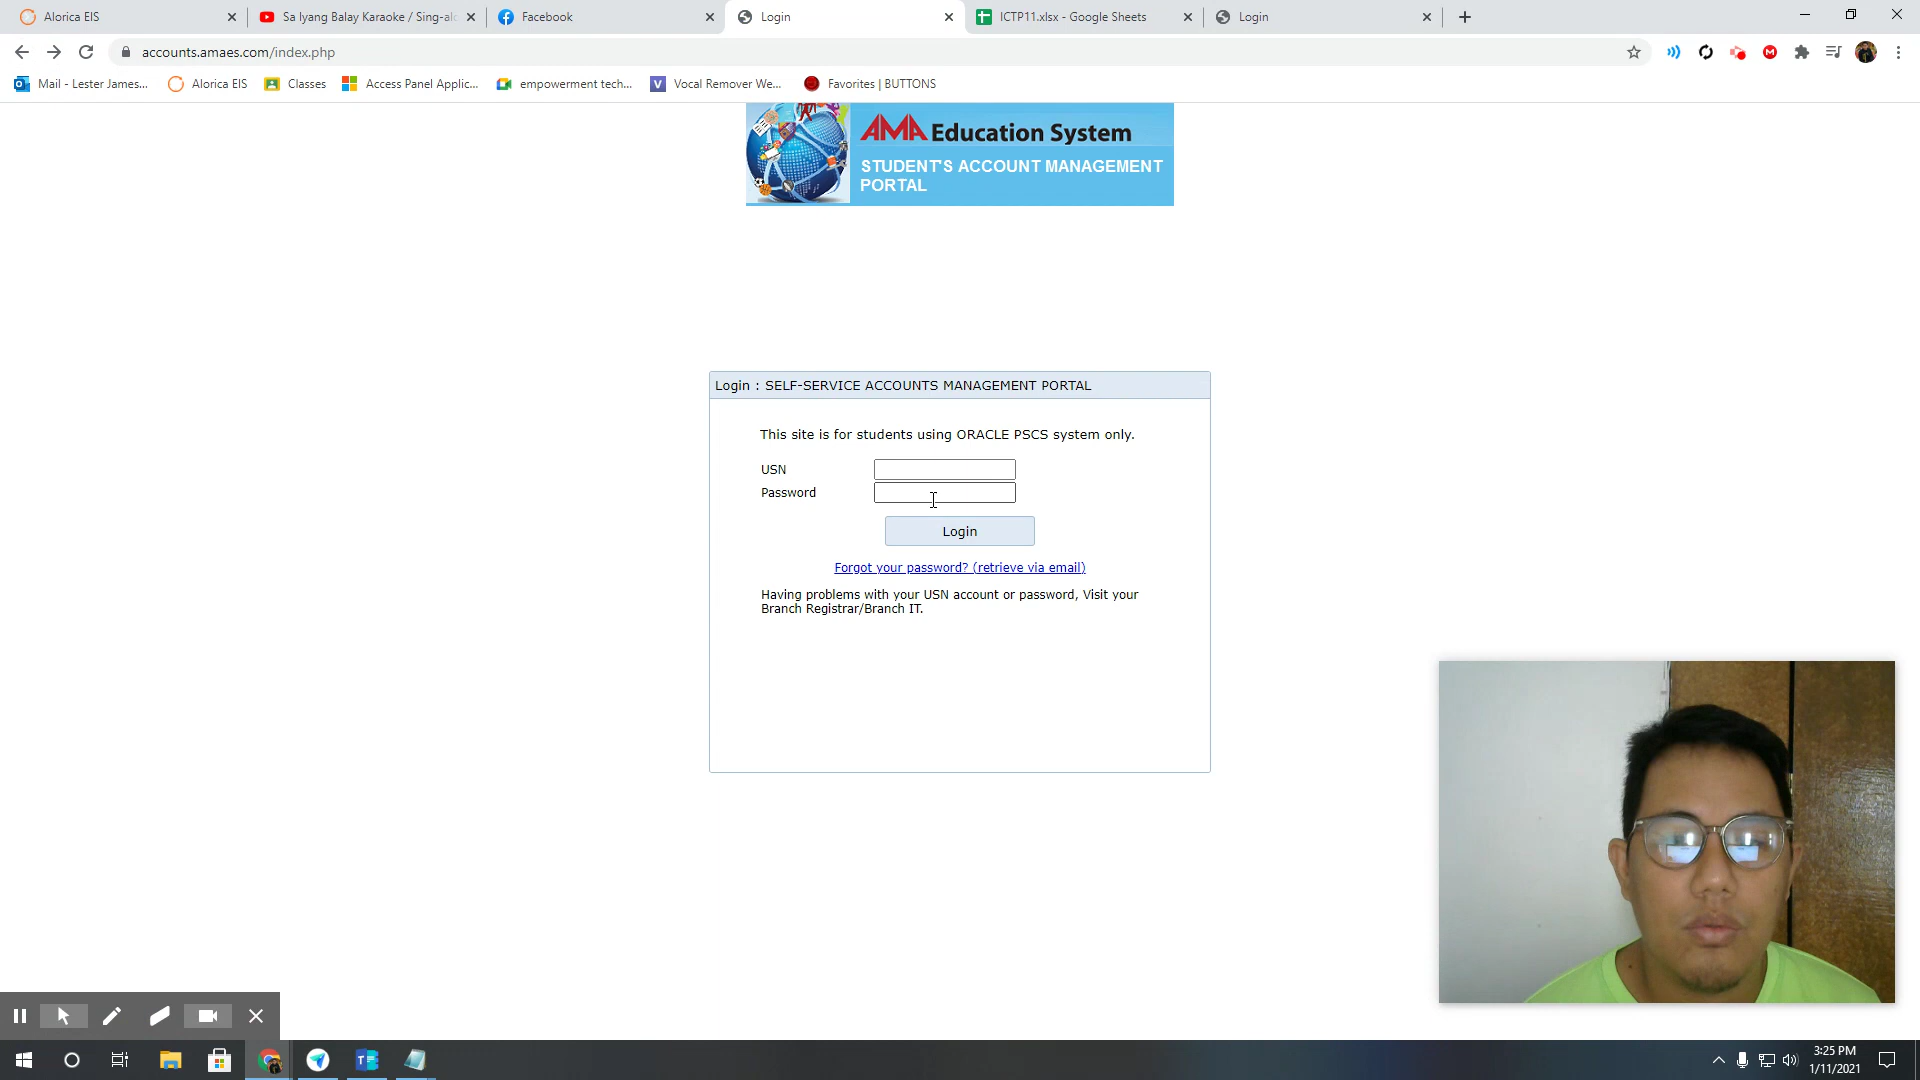 Alorica EIS
Sa Iyang Balay Karaoke / Sing-alo
Facebook
Login
ICTP11.xlsx - Google Sheets
Login
accounts.amaes.com/index.php
Mail - Lester James...
Alorica EIS
Classes
Access Panel Applic...
empowerment tech...
Vocal Remover We...
Favorites | BUTTONS
AMA Education System
STUDENT'S ACCOUNT MANAGEMENT
PORTAL
Login : SELF-SERVICE ACCOUNTS MANAGEMENT PORTAL
This site is for students using ORACLE PSCS system only.
USN
Password
Login
Forgot your password? (retrieve via email)
Having problems with your USN account or password, Visit your
Branch Registrar/Branch IT.
3:25 PM
1/11/2021